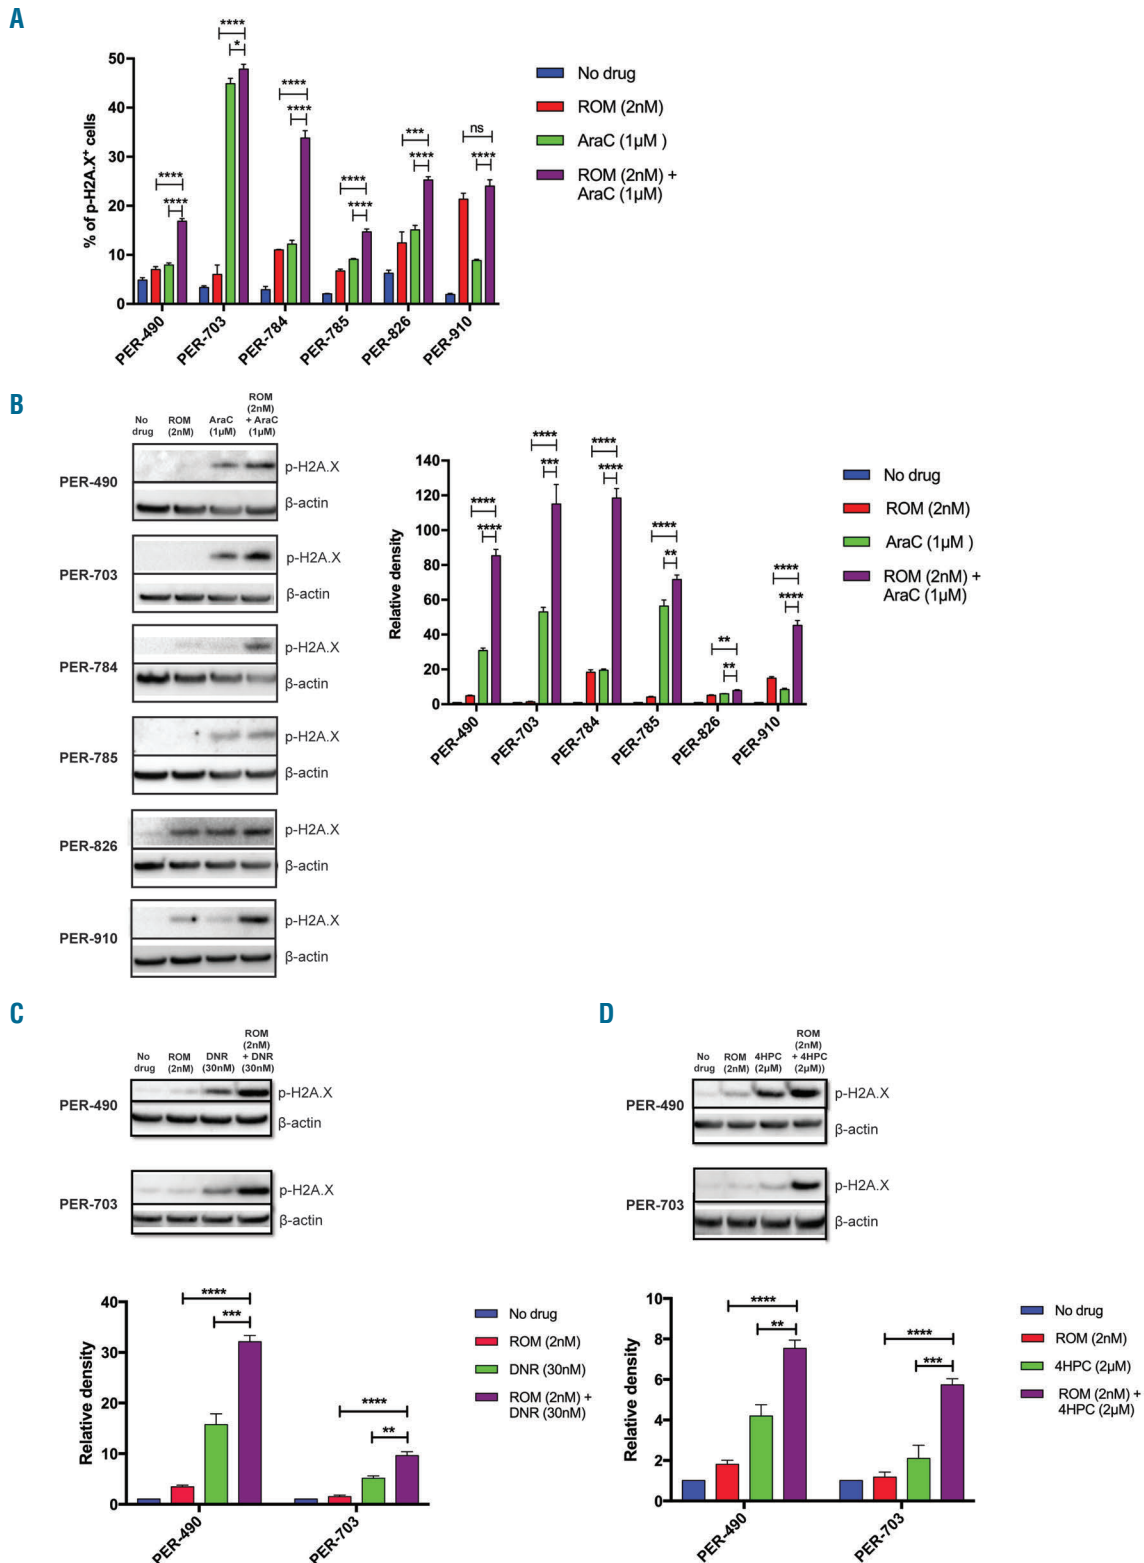 A
% of p-H2A.X⁺ cells
50
40
30
20
10
0
****
*
****
****
****
****
****
****
***
****
ns
****
PER-490
PER-703
PER-784
PER-785
PER-826
PER-910
No drug
ROM (2nM)
AraC (1µM )
ROM (2nM) +
AraC (1µM)
B
No drug
ROM (2nM)
AraC (1µM)
ROM (2nM) + AraC (1µM)
PER-490
p-H2A.X
β-actin
PER-703
p-H2A.X
β-actin
PER-784
p-H2A.X
β-actin
PER-785
p-H2A.X
β-actin
PER-826
p-H2A.X
β-actin
PER-910
p-H2A.X
β-actin
Relative density
140
120
100
80
60
40
20
0
****
****
****
***
****
****
****
**
**
**
****
****
PER-490
PER-703
PER-784
PER-785
PER-826
PER-910
No drug
ROM (2nM)
AraC (1µM )
ROM (2nM) +
AraC (1µM)
C
No drug
ROM (2nM)
DNR (30nM)
ROM (2nM) + DNR (30nM)
PER-490
p-H2A.X
β-actin
PER-703
p-H2A.X
β-actin
Relative density
40
30
20
10
0
****
***
****
**
PER-490
PER-703
No drug
ROM (2nM)
DNR (30nM)
ROM (2nM) +
DNR (30nM)
D
No drug
ROM (2nM)
4HPC (2µM)
ROM (2nM) + 4HPC (2µM))
PER-490
p-H2A.X
β-actin
PER-703
p-H2A.X
β-actin
Relative density
10
8
6
4
2
0
****
**
****
***
PER-490
PER-703
No drug
ROM (2nM)
4HPC (2µM)
ROM (2nM) +
4HPC (2µM)